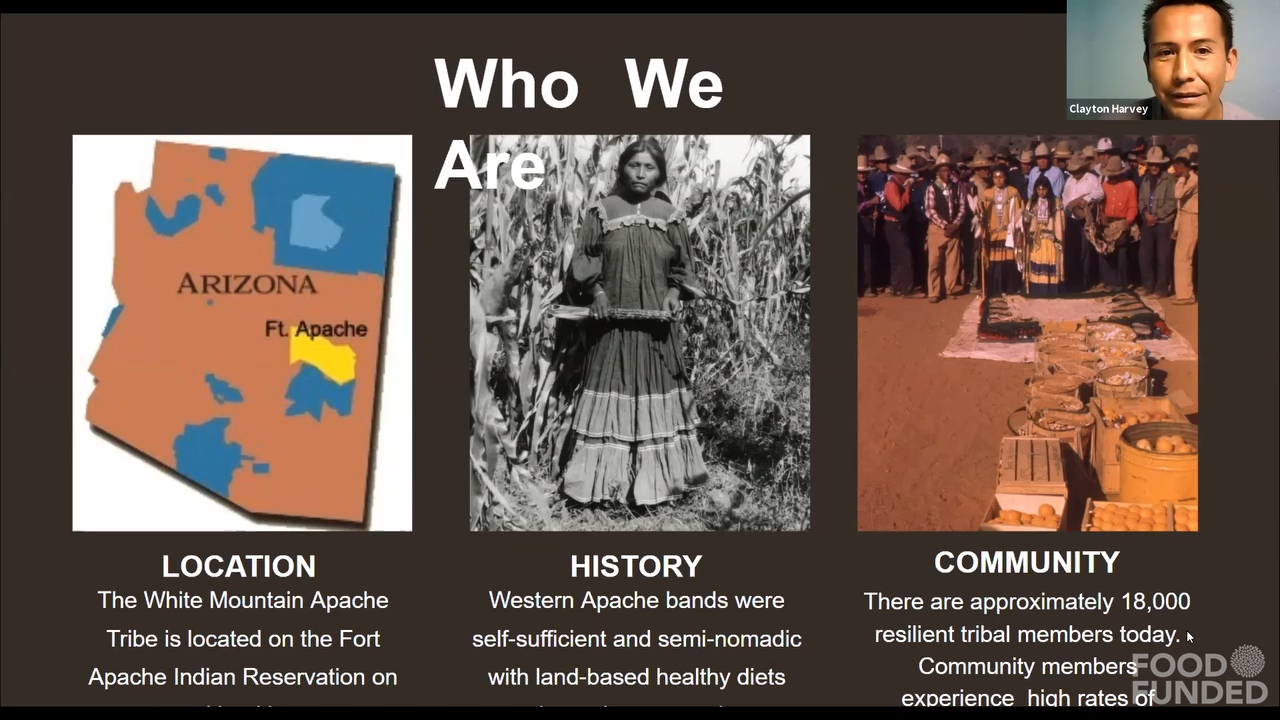 Who We
Are
Clayton Harvey
ARIZONA
Ft. Apache
LOCATION
The White Mountain Apache
Tribe is located on the Fort
Apache Indian Reservation on
HISTORY
Western Apache bands were
self-sufficient and semi-nomadic
with land-based healthy diets
COMMUNITY
There are approximately 18,000
resilient tribal members today.
Community members
experience high rates of
FOOD
FUNDED